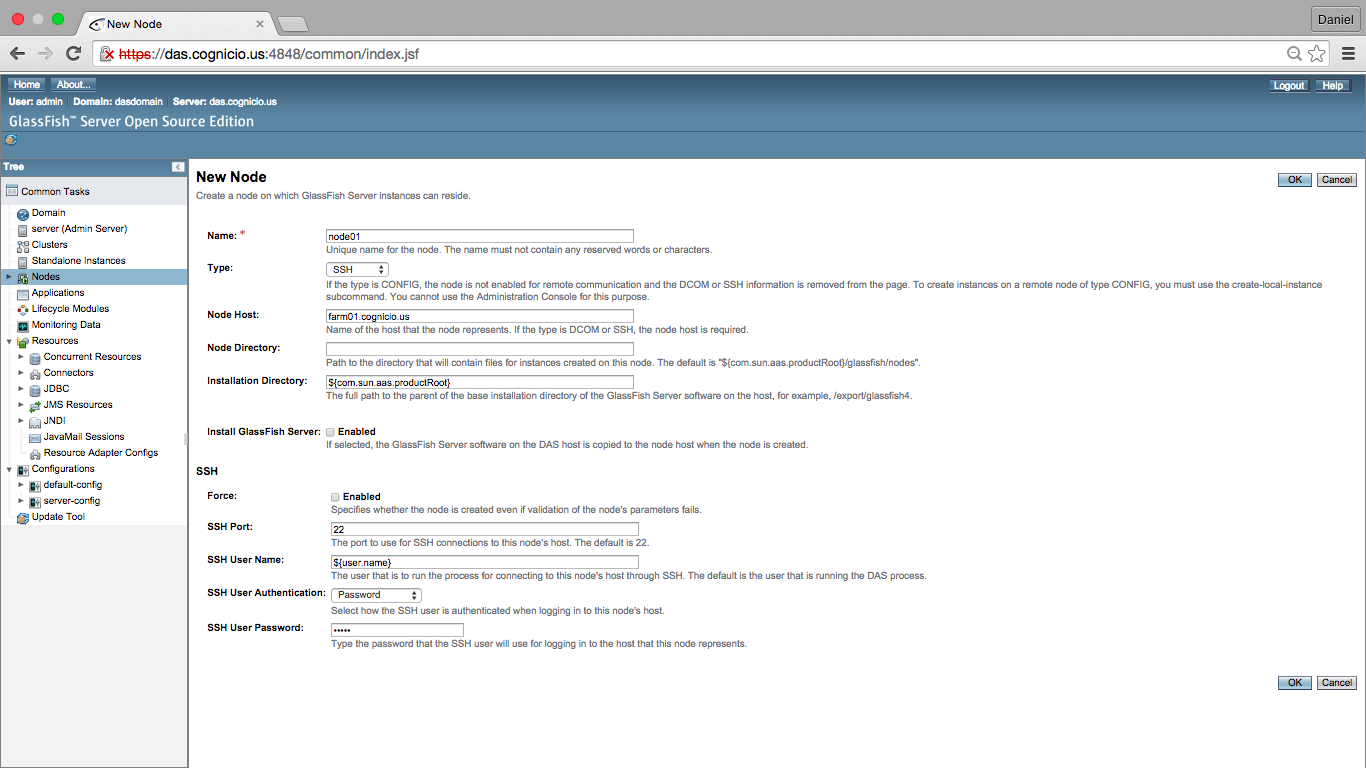 New Node
Daniel
https://das.cognicio.us:4848/common/index.jsf
Home About... Logout Help
User: admin Domain: dasdomain Server: das.cognicio.us
GlassFish™ Server Open Source Edition
Tree
Common Tasks
Domain
server (Admin Server)
Clusters
Standalone Instances
Nodes
Applications
Lifecycle Modules
Monitoring Data
Resources
Concurrent Resources
Connectors
JDBC
JMS Resources
JNDI
JavaMail Sessions
Resource Adapter Configs
Configurations
default-config
server-config
Update Tool
New Node
OK Cancel
Create a node on which GlassFish Server instances can reside.
Name: * node01
Unique name for the node. The name must not contain any reserved words or characters.
Type: SSH
If the type is CONFIG, the node is not enabled for remote communication and the DCOM or SSH information is removed from the page. To create instances on a remote node of type CONFIG, you must use the create-local-instance
subcommand. You cannot use the Administration Console for this purpose.
Node Host: farm01.cognicio.us
Name of the host that the node represents. If the type is DCOM or SSH, the node host is required.
Node Directory:
Path to the directory that will contain files for instances created on this node. The default is "${com.sun.aas.productRoot}/glassfish/nodes".
Installation Directory: ${com.sun.aas.productRoot}
The full path to the parent of the base installation directory of the GlassFish Server software on the host, for example, /export/glassfish4.
Install GlassFish Server: Enabled
If selected, the GlassFish Server software on the DAS host is copied to the node host when the node is created.
SSH
Force: Enabled
Specifies whether the node is created even if validation of the node's parameters fails.
SSH Port: 22
The port to use for SSH connections to this node's host. The default is 22.
SSH User Name: ${user.name}
The user that is to run the process for connecting to this node's host through SSH. The default is the user that is running the DAS process.
SSH User Authentication: Password
Select how the SSH user is authenticated when logging in to this node's host.
SSH User Password: •••••
Type the password that the SSH user will use for logging in to the host that this node represents.
OK Cancel